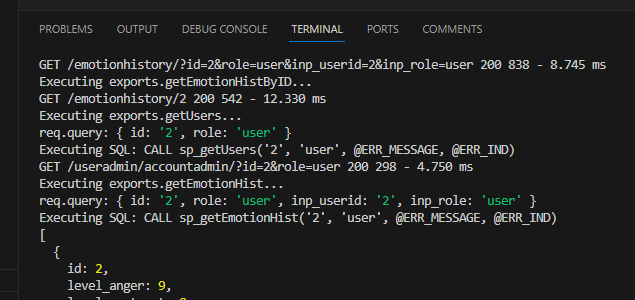 PROBLEMS OUTPUT DEBUG CONSOLE TERMINAL PORTS COMMENTS
GET /emotionhistory/?id=2&role=user&inp_userid=2&inp_role=user 200 838 - 8.745 ms
Executing exports.getEmotionHistByID...
GET /emotionhistory/2 200 542 - 12.330 ms
Executing exports.getUsers...
req.query: { id: '2', role: 'user' }
Executing SQL: CALL sp_getUsers('2', 'user', @ERR_MESSAGE, @ERR_IND)
GET /useradmin/accountadmin/?id=2&role=user 200 298 - 4.750 ms
Executing exports.getEmotionHist...
req.query: { id: '2', role: 'user', inp_userid: '2', inp_role: 'user' }
Executing SQL: CALL sp_getEmotionHist('2', 'user', @ERR_MESSAGE, @ERR_IND)
[
{
id: 2,
level_anger: 9,